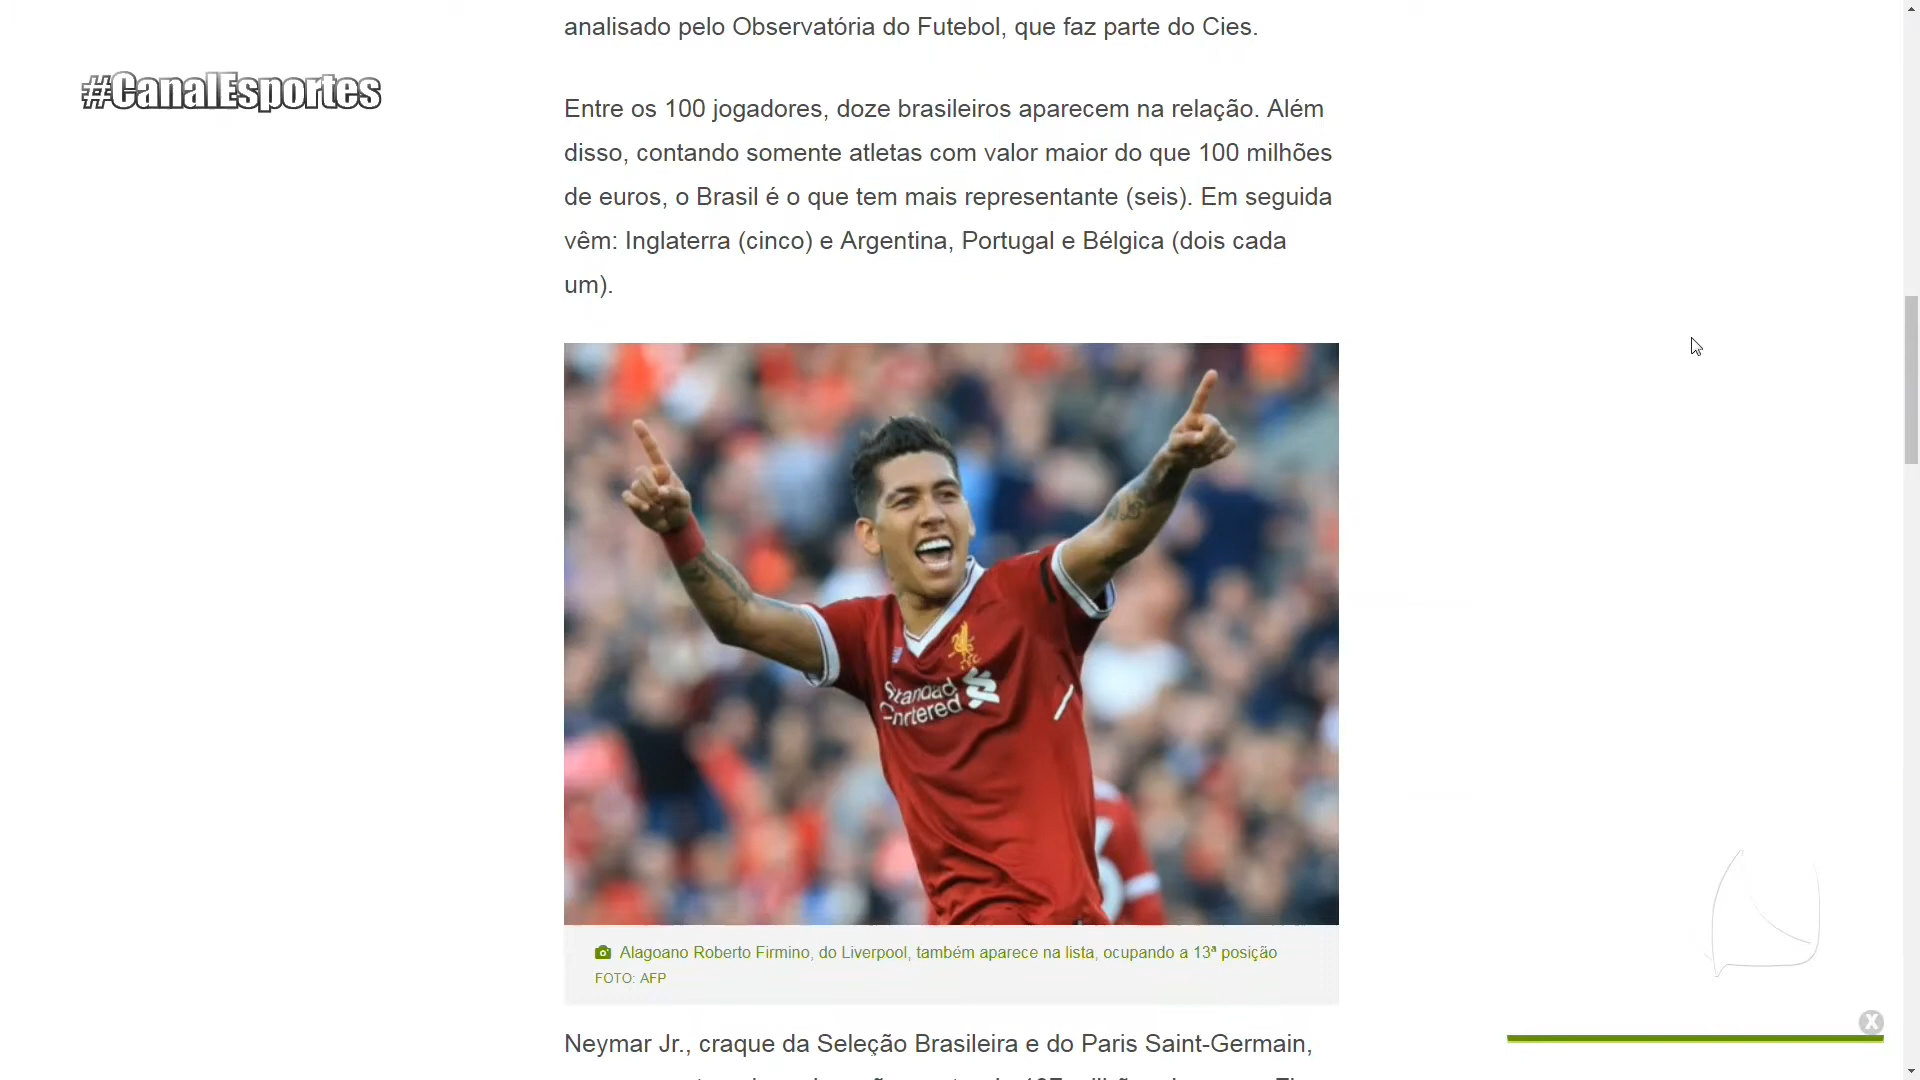 analisado pelo Observatória do Futebol, que faz parte do Cies.
#CanalEsportes
Entre os 100 jogadores, doze brasileiros aparecem na relação. Além
disso, contando somente atletas com valor maior do que 100 milhões
de euros, o Brasil é o que tem mais representante (seis). Em seguida
vêm: Inglaterra (cinco) e Argentina, Portugal e Bélgica (dois cada
um).
Standard
Chartered
Alagoano Roberto Firmino, do Liverpool, também aparece na lista, ocupando a 13ª posição
FOTO: AFP
X
Neymar Jr., craque da Seleção Brasileira e do Paris Saint-Germain,